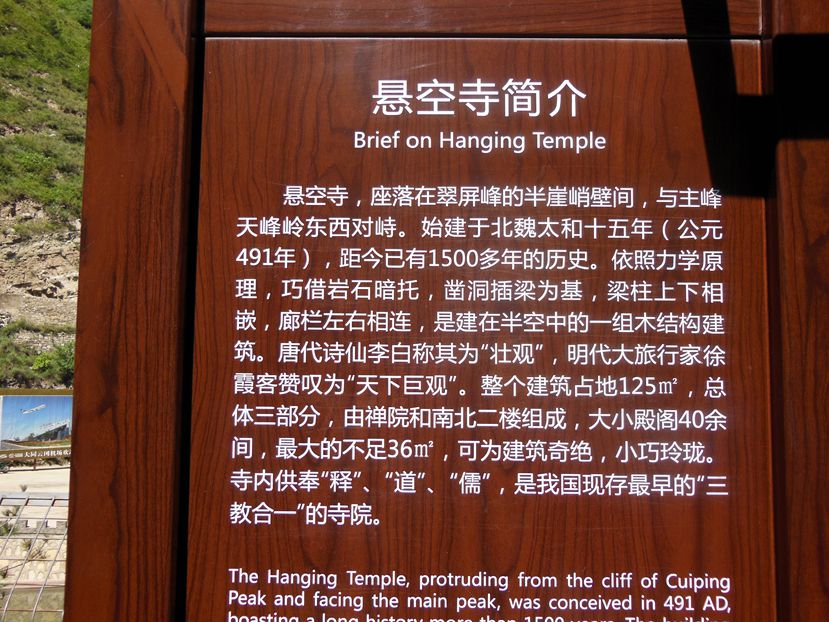 悬空寺简介
Brief on Hanging Temple
悬空寺，座落在翠屏峰的半崖峭壁间，与主峰
天峰岭东西对峙。始建于北魏太和十五年（公元
491年），距今已有1500多年的历史。依照力学原
理，巧借岩石暗托，凿洞插梁为基，梁柱上下相
嵌，廊栏左右相连，是建在半空中的一组木结构建
筑。唐代诗仙李白称其为“壮观”，明代大旅行家徐
霞客赞叹为“天下巨观”。整个建筑占地125㎡，总
体三部分，由禅院和南北二楼组成，大小殿阁40余
间，最大的不足36㎡，可为建筑奇绝，小巧玲珑。
寺内供奉“释”、“道”、“儒”，是我国现存最早的“三
教合一”的寺院。
The Hanging Temple, protruding from the cliff of Cuiping
Peak and facing the main peak, was conceived in 491 AD,
boasting a long history more than 1500 years. The building